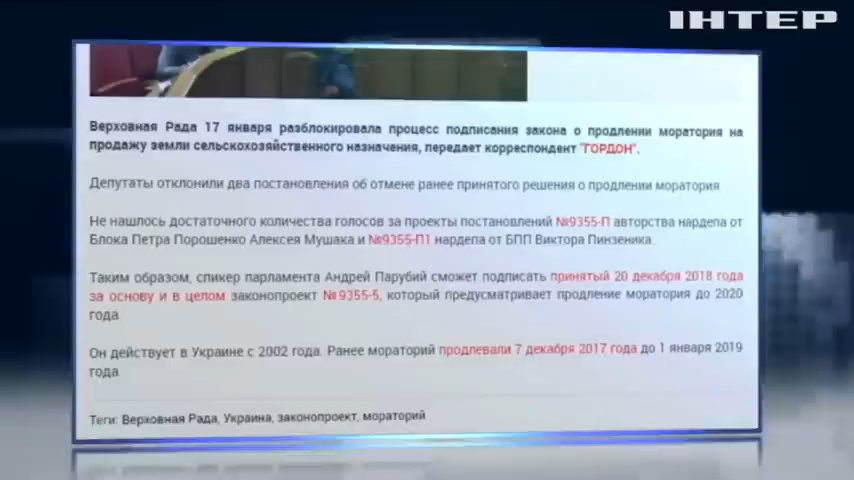 ІНТЕР
Верховная Рада 17 января разблокировала процесс подписания закона о продлении моратория на
продажу земли сельскохозяйственного назначения, передает корреспондент "ГОРДОН".
Депутаты отклонили два постановления об отмене ранее принятого решения о продлении моратория
Не нашлось достаточного количества голосов за проекты постановлений №9355-П авторства нардепа от
Блока Петра Порошенко Алексея Мушака и №9355-П1 нардепа от БПП Виктора Пинзеника.
Таким образом, спикер парламента Андрей Парубий сможет подписать принятый 20 декабря 2018 года
за основу и в целом законопроект №9355-5, который предусматривает продление моратория до 2020
года
Он действует в Украине с 2002 года. Ранее мораторий продлевали 7 декабря 2017 года до 1 января 2019
года
Теги: Верховная Рада, Украина, законопроект, мораторий